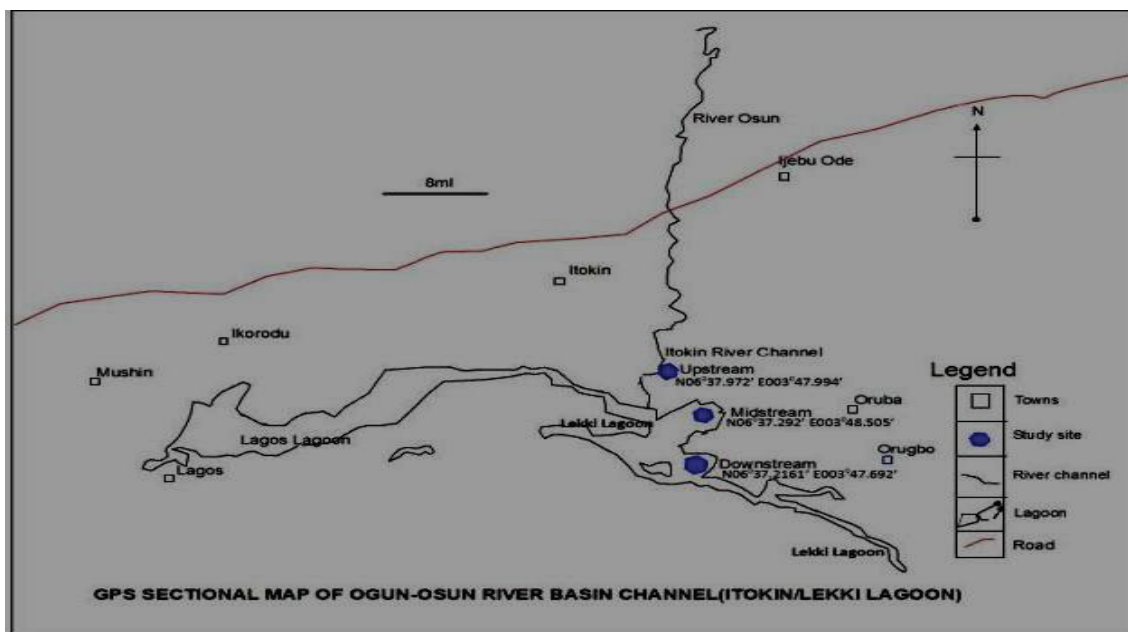 N
River Osun
Ijebu Ode
8ml
Itokin
Ikorodu
Mushin
Itokin River Channel
Upstream
N06°37.972' E003°47.994'
Oruba
Midstream
N06°37.292' E003°48.505'
Lekki Lagoon
Lagos Lagoon
Lagos
Orugbo
Downstream
N06°37.2161' E003°47.692'
Lekki Lagoon
Legend
Towns
Study site
River channel
Lagoon
Road
GPS SECTIONAL MAP OF OGUN-OSUN RIVER BASIN CHANNEL(ITOKIN/LEKKI LAGOON)